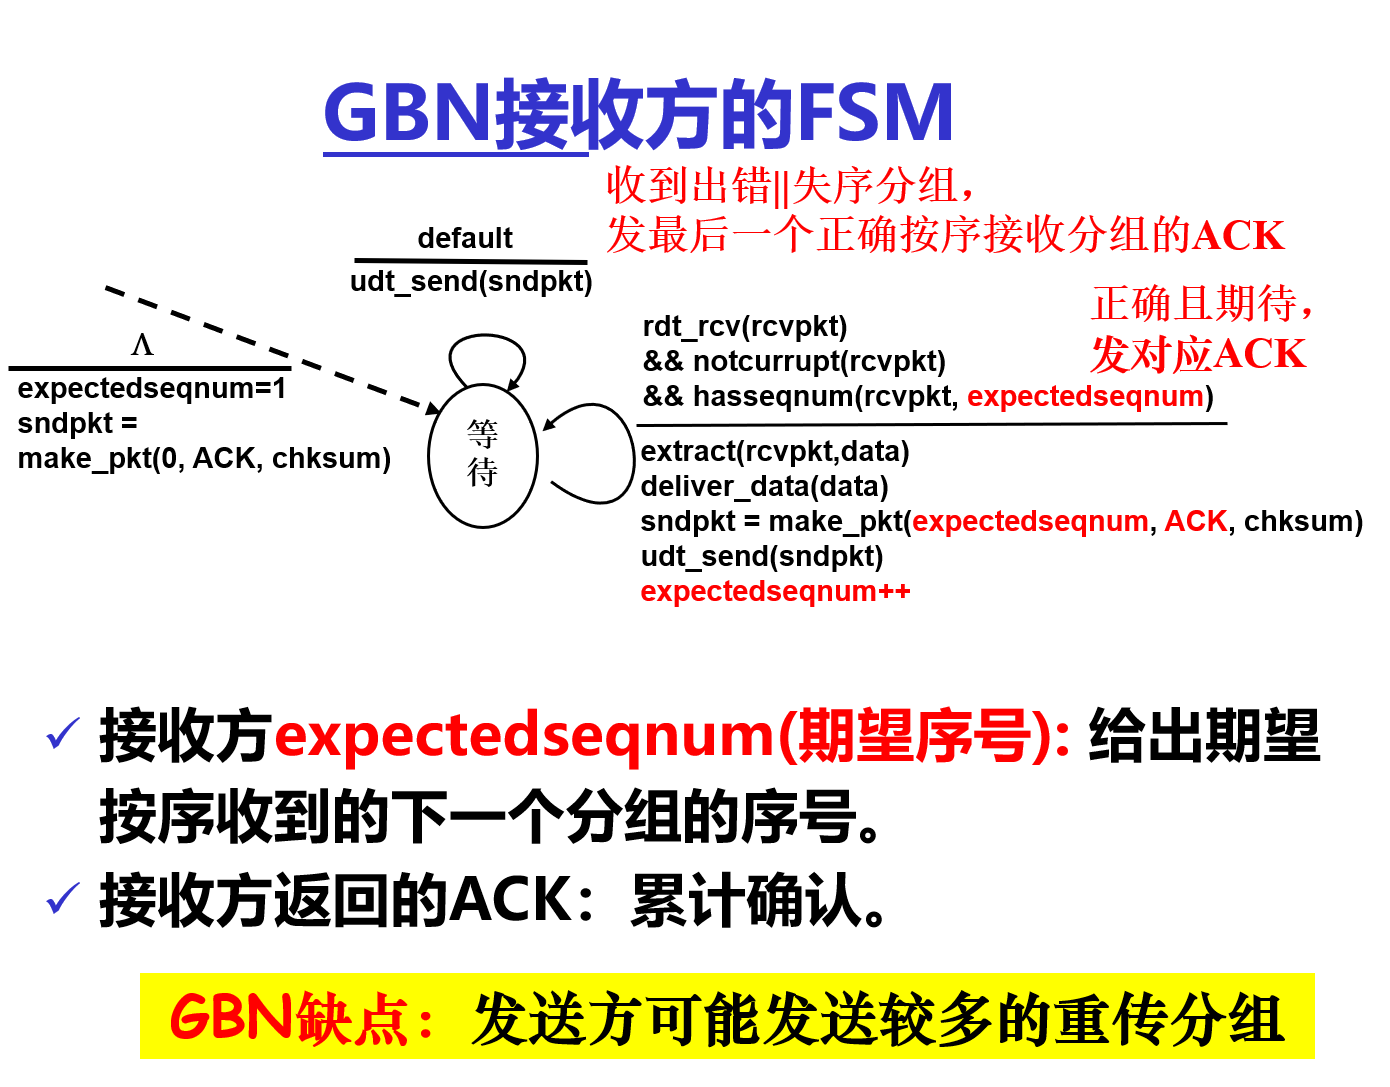 GBN接收方的FSM
收到出错||失序分组，
发最后一个正确按序接收分组的ACK
default
udt_send(sndpkt)
Λ
expectedseqnum=1
sndpkt =
make_pkt(0, ACK, chksum)
等
待
正确且期待，
发对应ACK
rdt_rcv(rcvpkt)
&& notcurrupt(rcvpkt)
&& hasseqnum(rcvpkt, expectedseqnum)
extract(rcvpkt,data)
deliver_data(data)
sndpkt = make_pkt(expectedseqnum, ACK, chksum)
udt_send(sndpkt)
expectedseqnum++
✓ 接收方expectedseqnum(期望序号): 给出期望
按序收到的下一个分组的序号。
✓ 接收方返回的ACK：累计确认。
GBN缺点：发送方可能发送较多的重传分组